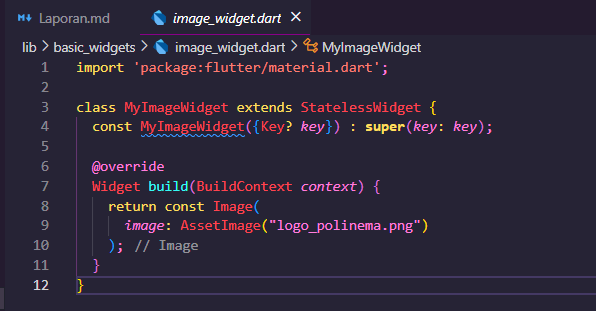 Laporan.md image_widget.dart
lib > basic_widgets > image_widget.dart > MyImageWidget
1 import 'package:flutter/material.dart';
2
3 class MyImageWidget extends StatelessWidget {
4 const MyImageWidget({Key? key}) : super(key: key);
5
6 @override
7 Widget build(BuildContext context) {
8 return const Image(
9 image: AssetImage("logo_polinema.png")
10 ); // Image
11 }
12 }